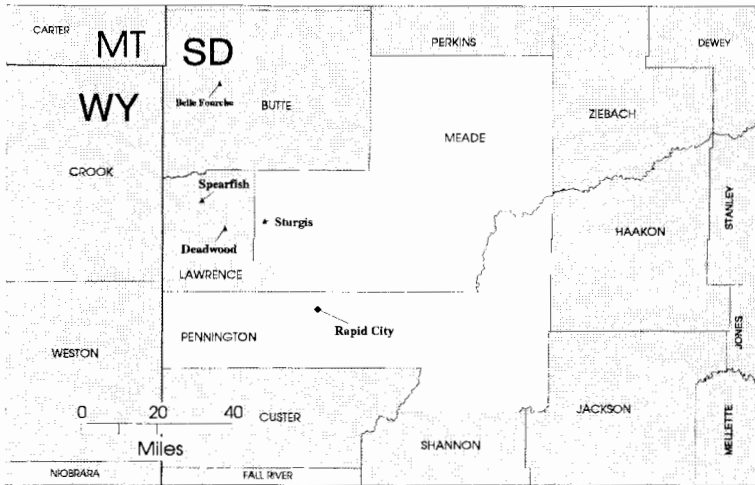 CARTER
MT
SD
PERKINS
DEWEY
WY
Belle Fourche
BUTTE
ZIEBACH
MEADE
CROOK
Spearfish
STANLEY
Sturgis
HAAKON
Deadwood
LAWRENCE
Rapid City
PENNINGTON
JONES
WESTON
0 20 40
CUSTER
JACKSON
MELLETTE
Miles
SHANNON
NIOBRARA
FALL RIVER